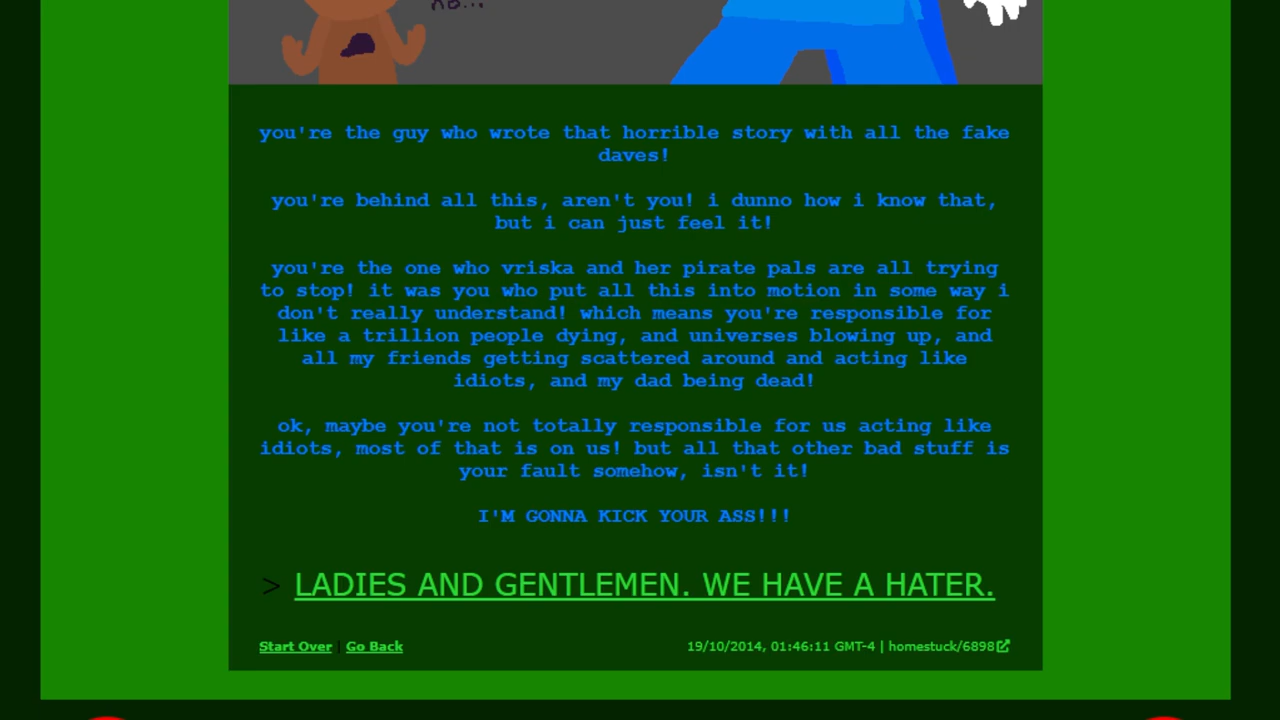 you're the guy who wrote that horrible story with all the fake
daves!
you're behind all this, aren't you! i dunno how i know that,
but i can just feel it!
you're the one who vriska and her pirate pals are all trying
to stop! it was you who put all this into motion in some way i
don't really understand! which means you're responsible for
like a trillion people dying, and universes blowing up, and
all my friends getting scattered around and acting like
idiots, and my dad being dead!
ok, maybe you're not totally responsible for us acting like
idiots, most of that is on us! but all that other bad stuff is
your fault somehow, isn't it!
I'M GONNA KICK YOUR ASS!!!
> LADIES AND GENTLEMEN. WE HAVE A HATER.
Start Over | Go Back 19/10/2014, 01:46:11 GMT-4 | homestuck/6898